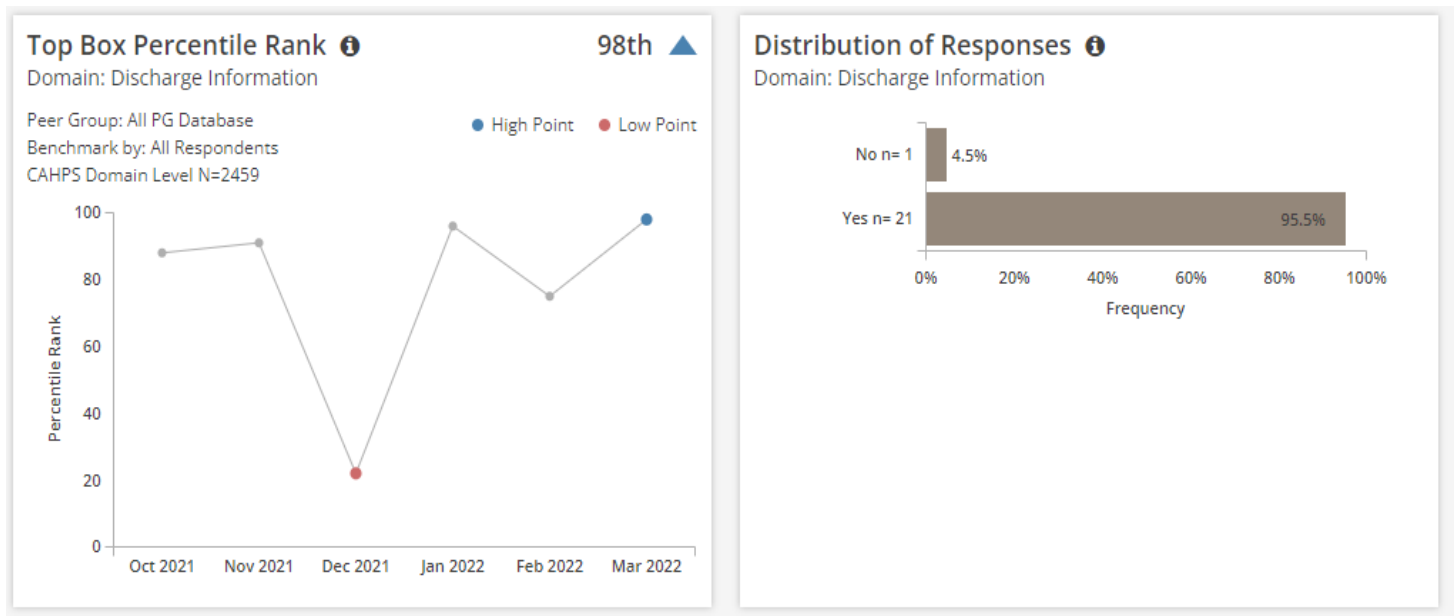 Top Box Percentile Rank
98th
Domain: Discharge Information
Peer Group: All PG Database
Benchmark by: All Respondents
CAHPS Domain Level N=2459
High Point
Low Point
Percentile Rank
100
80
60
40
20
0
Oct 2021 Nov 2021 Dec 2021 Jan 2022 Feb 2022 Mar 2022
Distribution of Responses
Domain: Discharge Information
No n= 1 4.5%
Yes n= 21 95.5%
0% 20% 40% 60% 80% 100%
Frequency